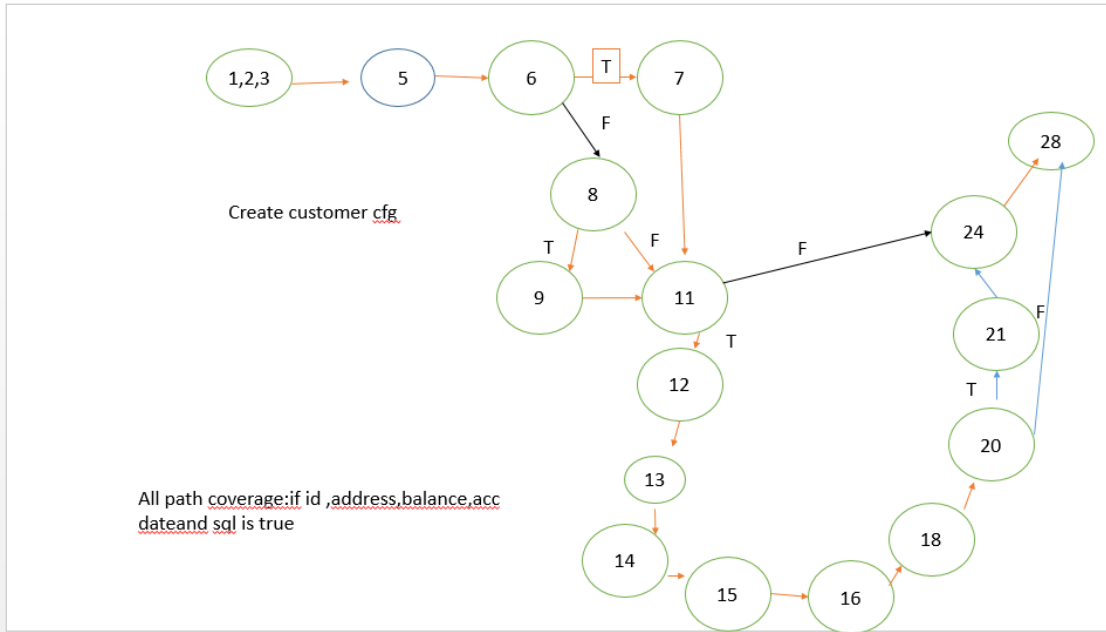 1,2,3
5
6
T
7
F
28
8
Create customer cfg
24
T
F
F
9
11
F
21
T
12
T
20
13
All path coverage:if id ,address,balance,acc
dateand sql is true
18
14
15
16